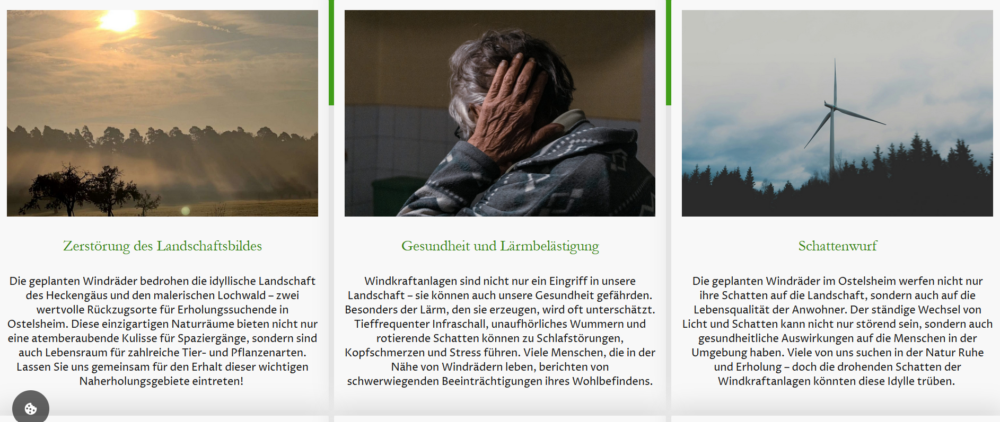 Zerstörung des Landschaftsbildes
Die geplanten Windräder bedrohen die idyllische Landschaft
des Heckengäus und den malerischen Lochwald – zwei
wertvolle Rückzugsorte für Erholungssuchende in
Ostelsheim. Diese einzigartigen Naturräume bieten nicht nur
eine atemberaubende Kulisse für Spaziergänge, sondern sind
auch Lebensraum für zahlreiche Tier- und Pflanzenarten.
Lassen Sie uns gemeinsam für den Erhalt dieser wichtigen
Naherholungsgebiete eintreten!
Gesundheit und Lärmbelästigung
Windkraftanlagen sind nicht nur ein Eingriff in unsere
Landschaft – sie können auch unsere Gesundheit gefährden.
Besonders der Lärm, den sie erzeugen, wird oft unterschätzt.
Tieffrequenter Infraschall, unaufhörliches Wummern und
rotierende Schatten können zu Schlafstörungen,
Kopfschmerzen und Stress führen. Viele Menschen, die in der
Nähe von Windrädern leben, berichten von
schwerwiegenden Beeinträchtigungen ihres Wohlbefindens.
Schattenwurf
Die geplanten Windräder im Ostelsheim werfen nicht nur
ihre Schatten auf die Landschaft, sondern auch auf die
Lebensqualität der Anwohner. Der ständige Wechsel von
Licht und Schatten kann nicht nur störend sein, sondern auch
gesundheitliche Auswirkungen auf die Menschen in der
Umgebung haben. Viele von uns suchen in der Natur Ruhe
und Erholung – doch die drohenden Schatten der
Windkraftanlagen könnten diese Idylle trüben.